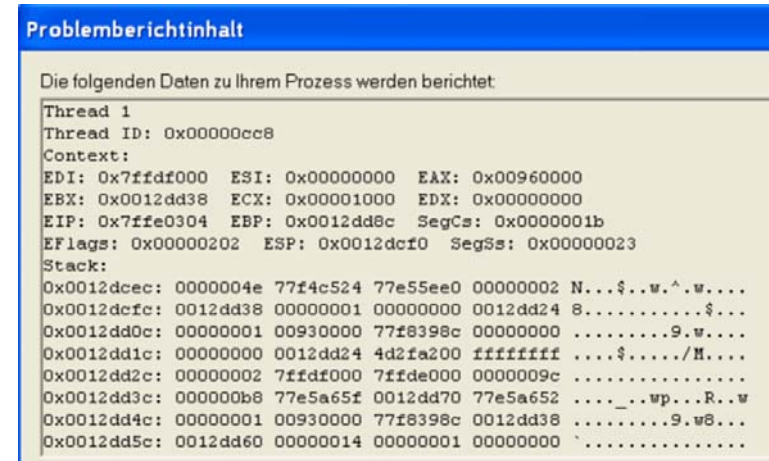 Problemberichtinhalt
Die folgenden Daten zu Ihrem Prozess werden berichtet:
Thread 1
Thread ID: 0x00000cc8
Context:
EDI: 0x7ffdf000  ESI: 0x00000000  EAX: 0x00960000
EBX: 0x0012dd38  ECX: 0x00001000  EDX: 0x00000000
EIP: 0x7ffe0304  EBP: 0x0012dd8c  SegCs: 0x0000001b
EFlags: 0x00000202  ESP: 0x0012dcf0  SegSs: 0x00000023
Stack:
0x0012dcec: 0000004e 77f4c524 77e55ee0 00000002 N...$..w.^.w....
0x0012dcfc: 0012dd38 00000001 00000000 0012dd24 8...........$...
0x0012dd0c: 00000001 00930000 77f8398c 00000000 .........9.w....
0x0012dd1c: 00000000 0012dd24 4d2fa200 ffffffff ....$...../M....
0x0012dd2c: 00000002 7ffdf000 7ffde000 0000009c ................
0x0012dd3c: 000000b8 77e5a65f 0012dd70 77e5a652 ...._..wp...R..w
0x0012dd4c: 00000001 00930000 77f8398c 0012dd38 .........9.w8...
0x0012dd5c: 0012dd60 00000014 00000001 00000000 `...............